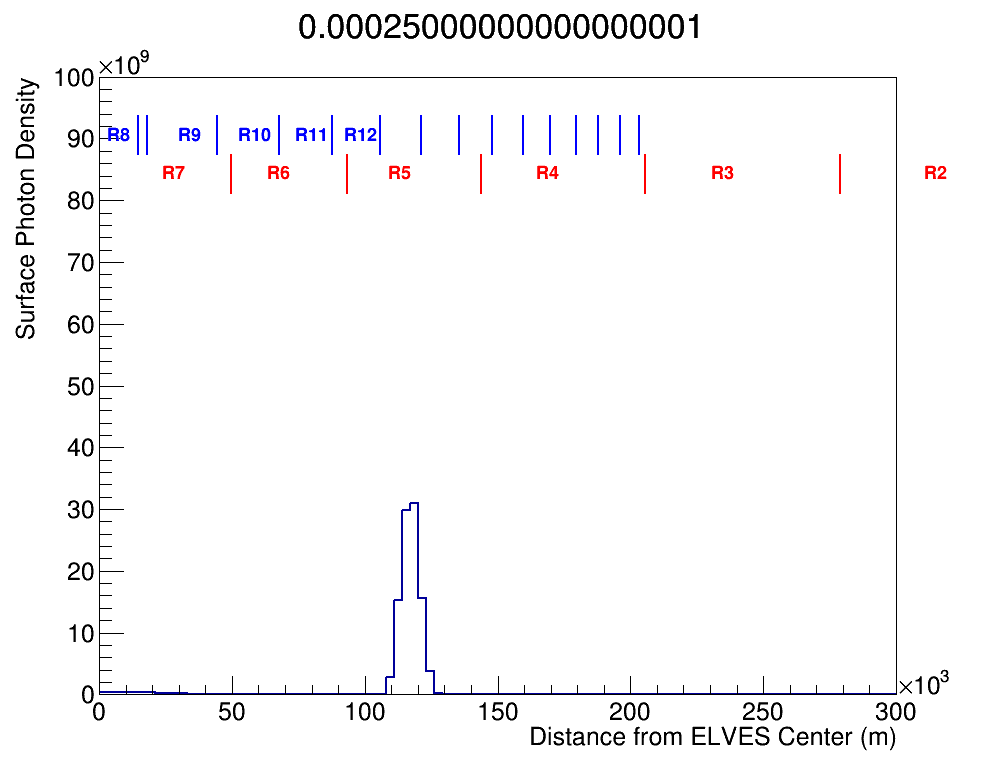 0.00025000000000000001
×10⁹
Surface Photon Density
100
90
80
70
60
50
40
30
20
10
0
R8 R9 R10 R11 R12
R7 R6 R5 R4 R3 R2
0 50 100 150 200 250 300
×10³
Distance from ELVES Center (m)